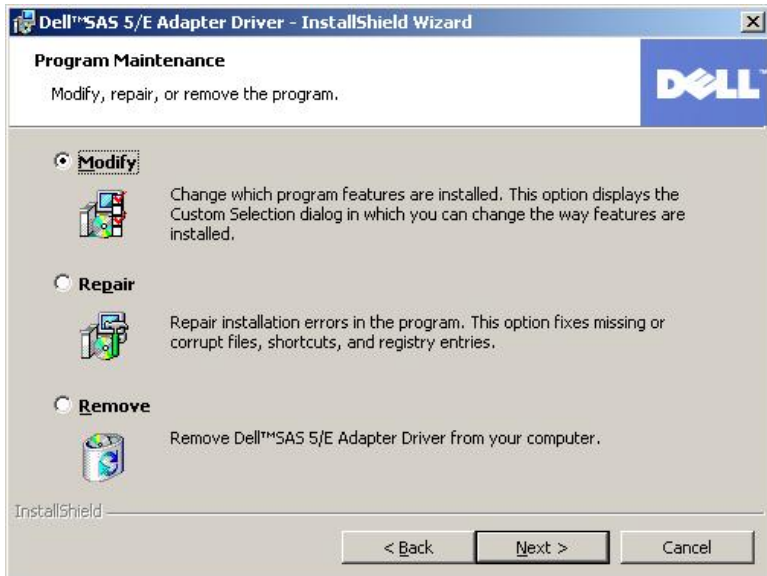 Dell™SAS 5/E Adapter Driver - InstallShield Wizard
Program Maintenance
Modify, repair, or remove the program.
DELL™
Modify
Change which program features are installed. This option displays the
Custom Selection dialog in which you can change the way features are
installed.
Repair
Repair installation errors in the program. This option fixes missing or
corrupt files, shortcuts, and registry entries.
Remove
Remove Dell™SAS 5/E Adapter Driver from your computer.
InstallShield
< Back Next > Cancel